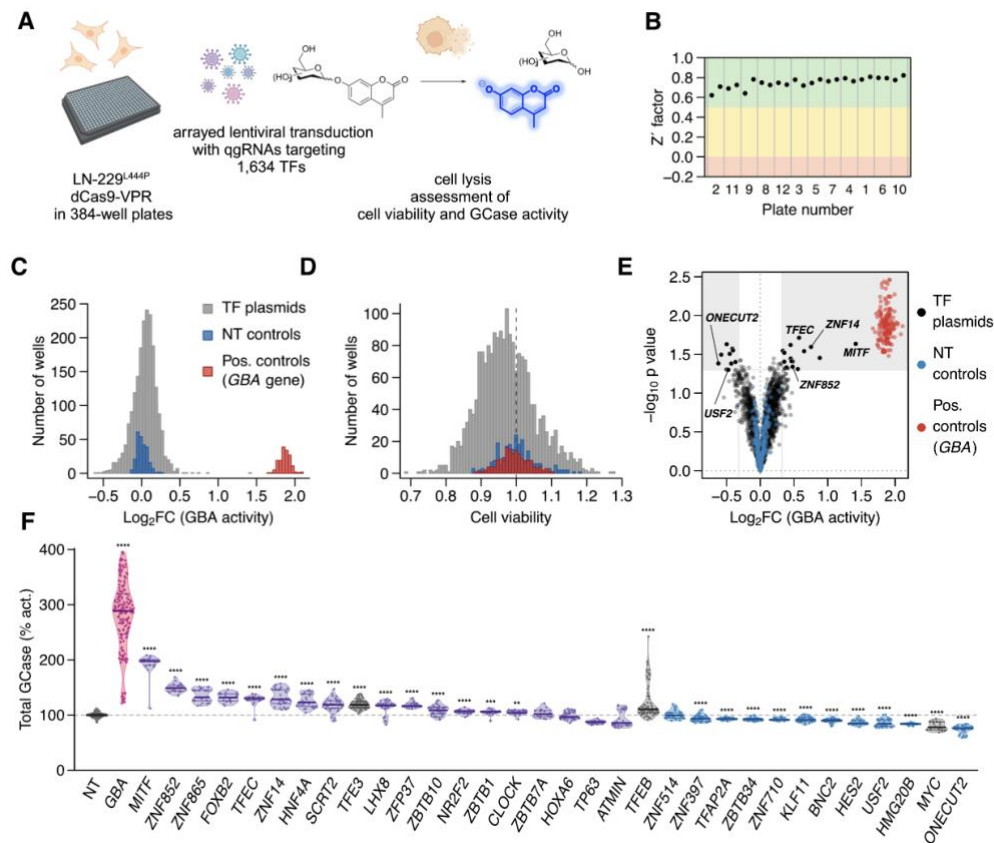 A
OH
(HO)
O
O
O
O
arrayed lentiviral transduction
with qgRNAs targeting
1,634 TFs
LN-229L444P
dCas9-VPR
in 384-well plates
OH
(HO)
O
OH
⊖O
O
O
cell lysis
assessment of
cell viability and GCase activity
B
Z′ factor
1.0
0.8
0.6
0.4
0.2
0.0
−0.2
2 11 9 8 12 3 5 7 4 1 6 10
Plate number
C
Number of wells
250
200
150
100
50
0
−0.5 0.0 0.5 1.0 1.5 2.0
Log2FC (GBA activity)
TF plasmids
NT controls
Pos. controls
(GBA gene)
D
Number of wells
100
80
60
40
20
0
0.7 0.8 0.9 1.0 1.1 1.2 1.3
Cell viability
E
−log10 p value
2.5
2.0
1.5
1.0
0.5
0.0
ONECUT2
TFEC
ZNF14
MITF
ZNF852
USF2
−0.5 0.0 0.5 1.0 1.5 2.0
Log2FC (GBA activity)
TF
plasmids
NT
controls
Pos.
controls
(GBA)
F
Total GCase (% act.)
400
300
200
100
0
**** **** **** **** **** **** **** **** **** **** **** **** **** **** *** ** **** **** **** **** **** **** **** **** **** **** **** ****
NT
GBA
MITF
ZNF852
ZNF865
FOXB2
TFEC
ZNF14
HNF4A
SCRT2
TFE3
LHX8
ZFP37
ZBTB10
NR2F2
ZBTB1
CLOCK
ZBTB7A
HOXA6
TP63
ATMIN
TFEB
ZNF514
ZNF397
TFAP2A
ZBTB34
ZNF710
KLF11
BNC2
HES2
USF2
HMG20B
MYC
ONECUT2